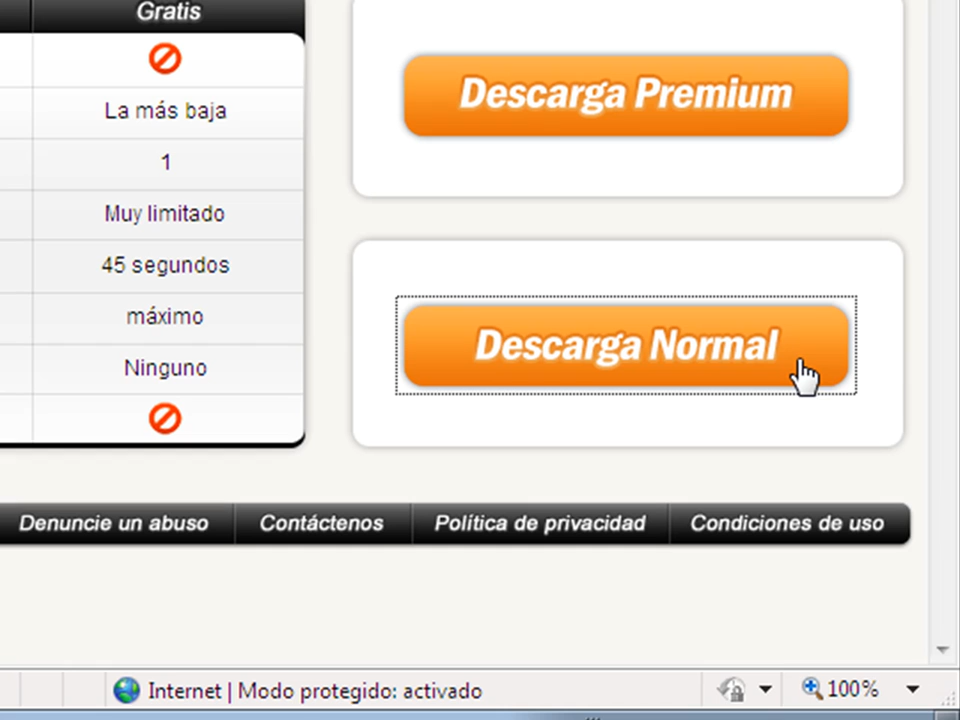 Gratis
La más baja
1
Muy limitado
45 segundos
máximo
Ninguno
Descarga Premium
Descarga Normal
Denuncie un abuso
Contáctenos
Política de privacidad
Condiciones de uso
Internet | Modo protegido: activado
100%